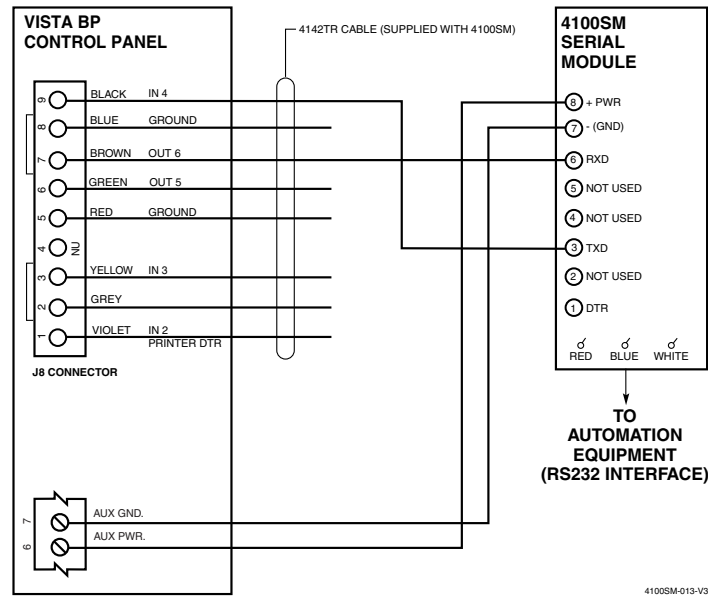 VISTA BP
CONTROL PANEL
4142TR CABLE (SUPPLIED WITH 4100SM)
4100SM
SERIAL
MODULE
9 BLACK IN 4
8 BLUE GROUND
7 BROWN OUT 6
6 GREEN OUT 5
5 RED GROUND
4 NU
3 YELLOW IN 3
2 GREY
1 VIOLET IN 2
PRINTER DTR
J8 CONNECTOR
8 + PWR
7 - (GND)
6 RXD
5 NOT USED
4 NOT USED
3 TXD
2 NOT USED
1 DTR
RED BLUE WHITE
TO
AUTOMATION
EQUIPMENT
(RS232 INTERFACE)
7 AUX GND.
6 AUX PWR.
4100SM-013-V3